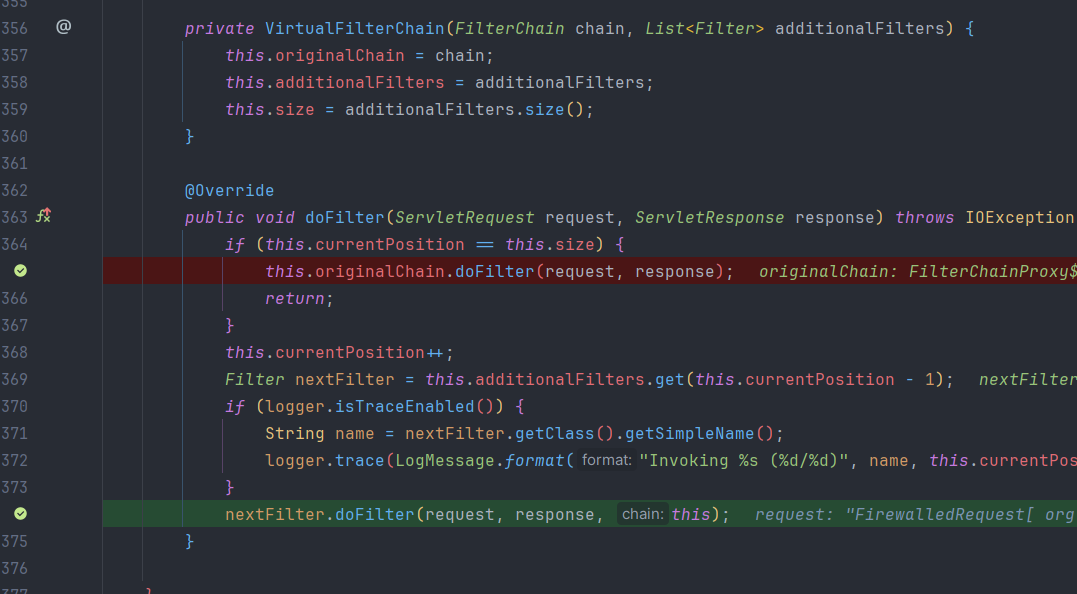 355
356 @ private VirtualFilterChain(FilterChain chain, List<Filter> additionalFilters) {
357 this.originalChain = chain;
358 this.additionalFilters = additionalFilters;
359 this.size = additionalFilters.size();
360 }
361
362 @Override
363 public void doFilter(ServletRequest request, ServletResponse response) throws IOException
364 if (this.currentPosition == this.size) {
this.originalChain.doFilter(request, response); originalChain: FilterChainProxy$
366 return;
367 }
368 this.currentPosition++;
369 Filter nextFilter = this.additionalFilters.get(this.currentPosition - 1); nextFilter
370 if (logger.isTraceEnabled()) {
371 String name = nextFilter.getClass().getSimpleName();
372 logger.trace(LogMessage.format( format: "Invoking %s (%d/%d)", name, this.currentPos
373 }
nextFilter.doFilter(request, response, chain: this); request: "FirewalledRequest[ org
375 }
376
377 }